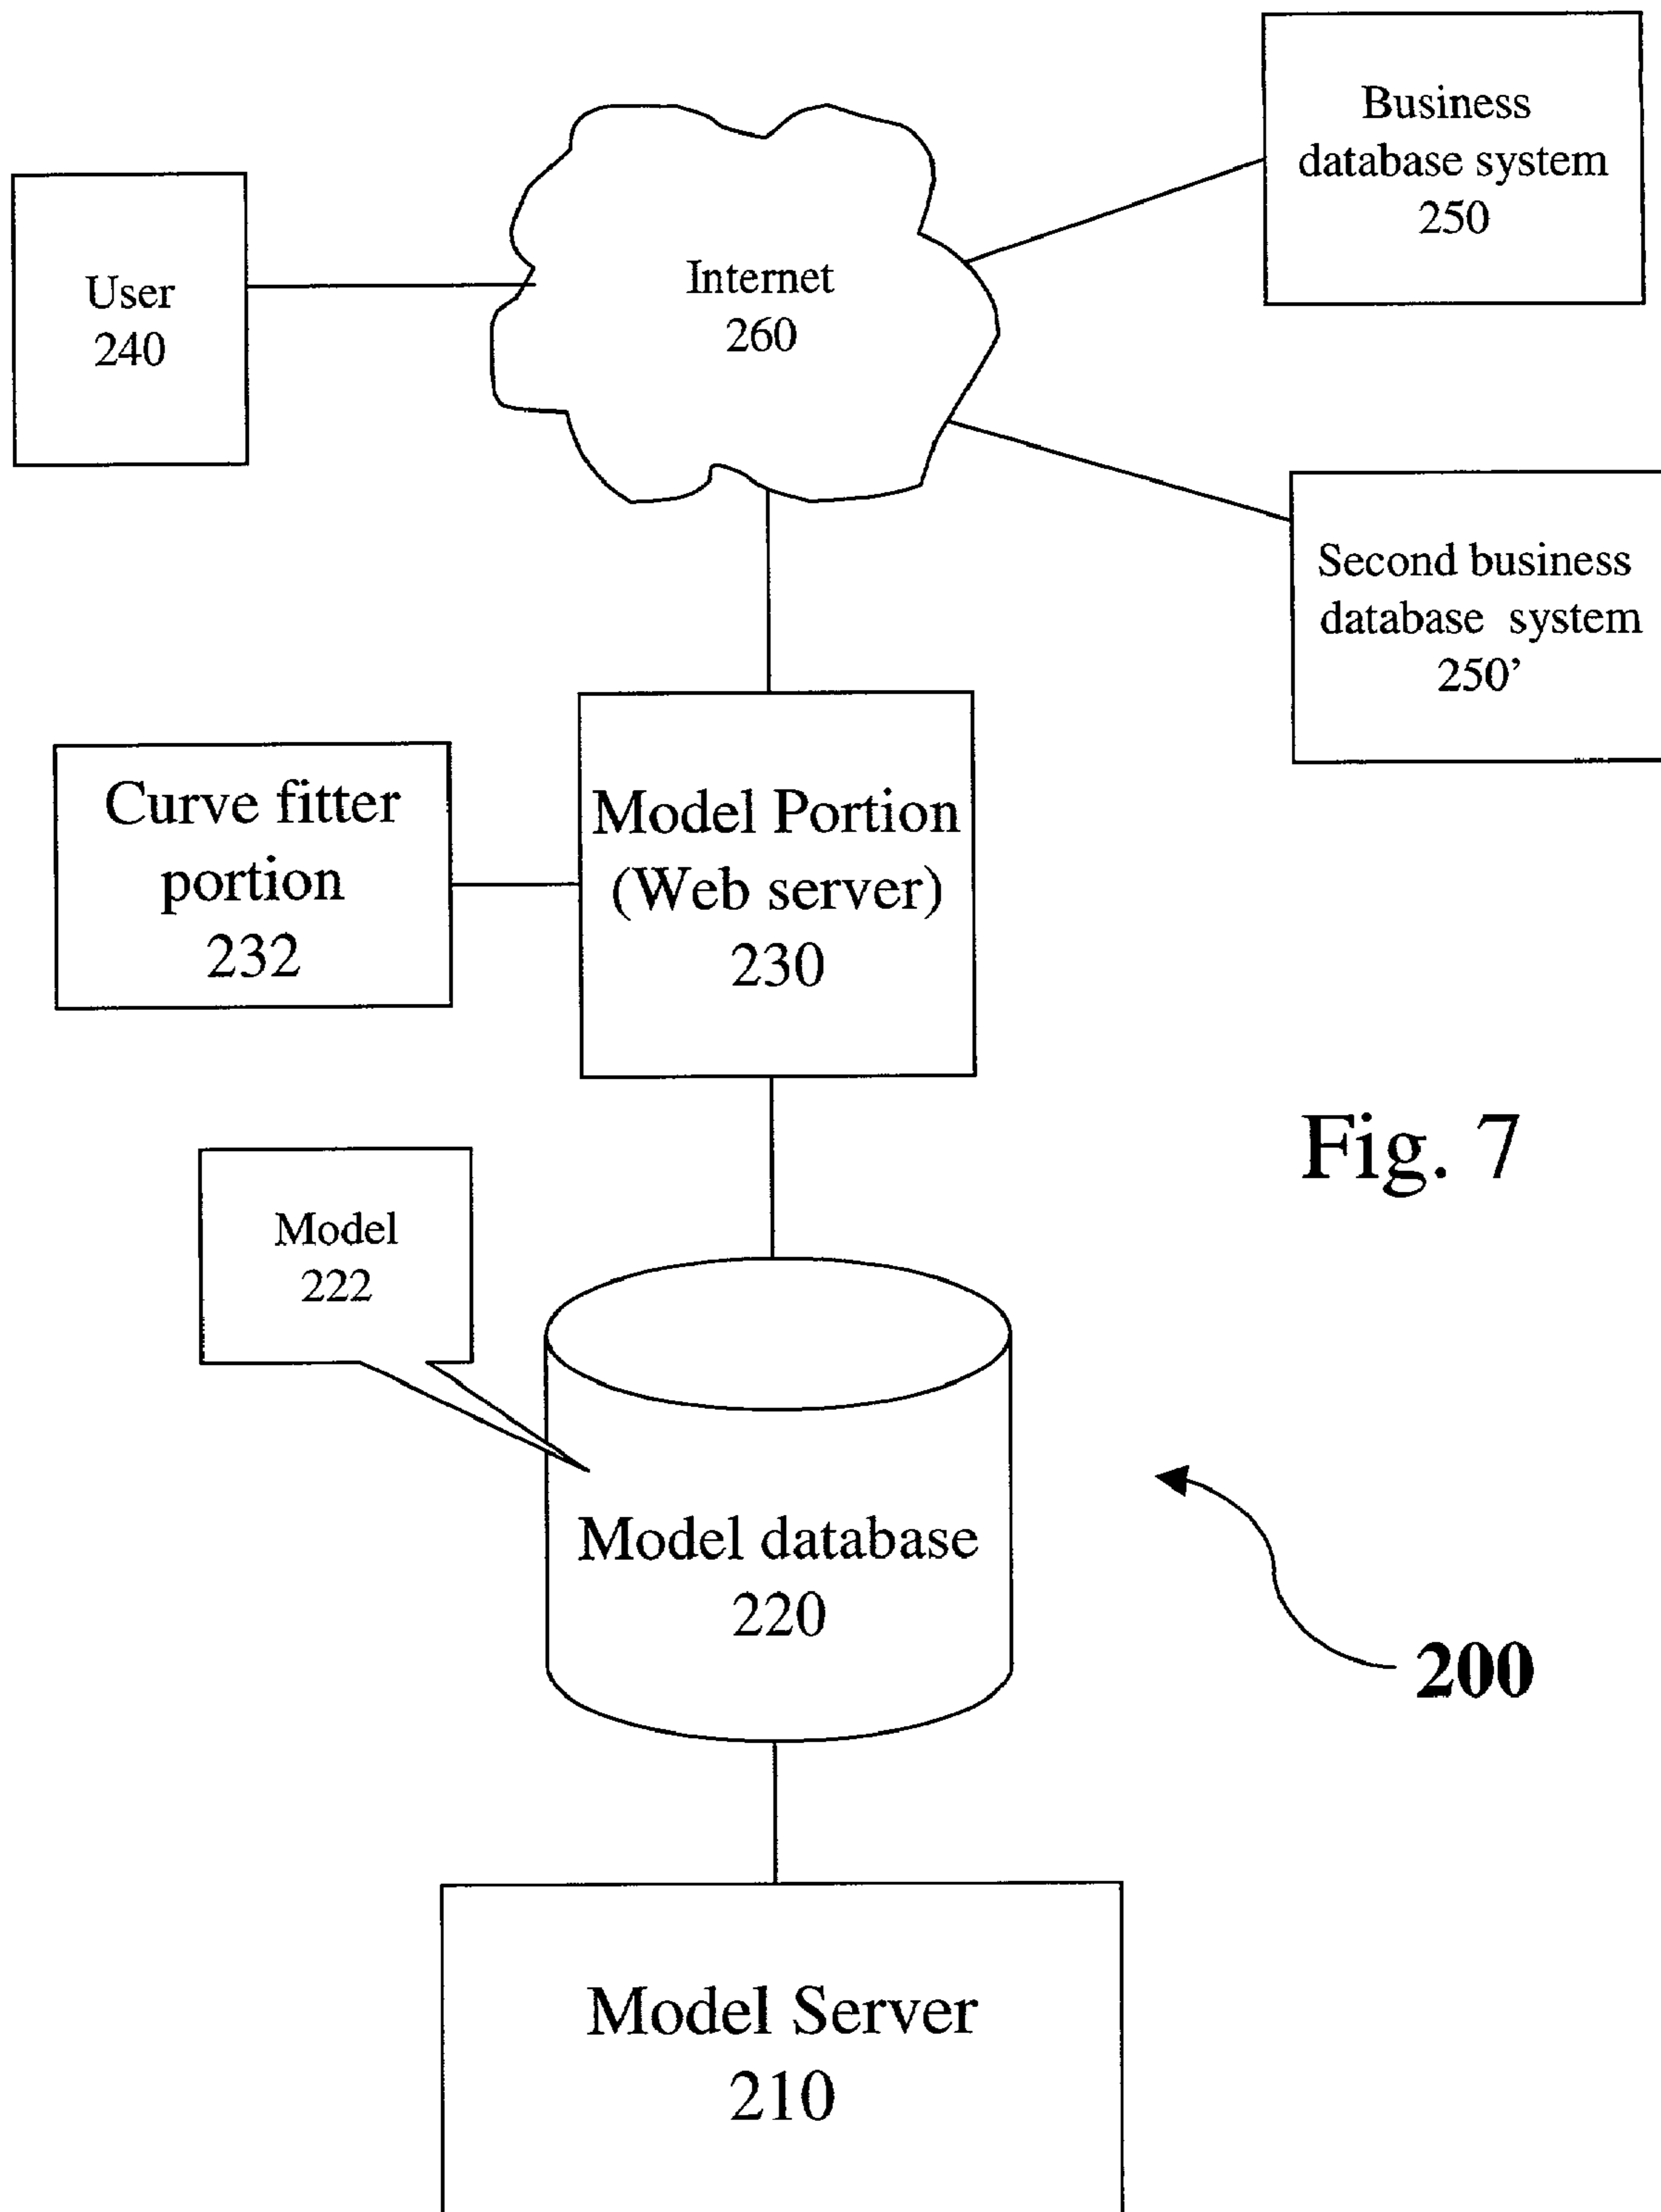 Business
database system
250
User
240
Internet
260
Second business
database system
250’
Curve fitter
portion
232
Model Portion
(Web server)
230
Fig. 7
Model
222
Model database
220
200
Model Server
210